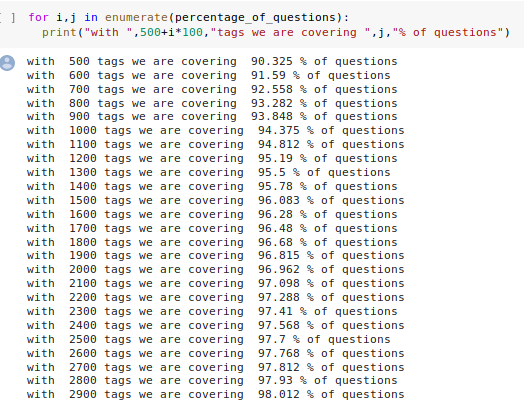 [ ] for i,j in enumerate(percentage_of_questions):
print("with ",500+i*100,"tags we are covering ",j,"% of questions")
with  500 tags we are covering  90.325 % of questions
with  600 tags we are covering  91.59 % of questions
with  700 tags we are covering  92.558 % of questions
with  800 tags we are covering  93.282 % of questions
with  900 tags we are covering  93.848 % of questions
with  1000 tags we are covering  94.375 % of questions
with  1100 tags we are covering  94.812 % of questions
with  1200 tags we are covering  95.19 % of questions
with  1300 tags we are covering  95.5 % of questions
with  1400 tags we are covering  95.78 % of questions
with  1500 tags we are covering  96.083 % of questions
with  1600 tags we are covering  96.28 % of questions
with  1700 tags we are covering  96.48 % of questions
with  1800 tags we are covering  96.68 % of questions
with  1900 tags we are covering  96.815 % of questions
with  2000 tags we are covering  96.962 % of questions
with  2100 tags we are covering  97.098 % of questions
with  2200 tags we are covering  97.288 % of questions
with  2300 tags we are covering  97.41 % of questions
with  2400 tags we are covering  97.568 % of questions
with  2500 tags we are covering  97.7 % of questions
with  2600 tags we are covering  97.768 % of questions
with  2700 tags we are covering  97.812 % of questions
with  2800 tags we are covering  97.93 % of questions
with  2900 tags we are covering  98.012 % of questions